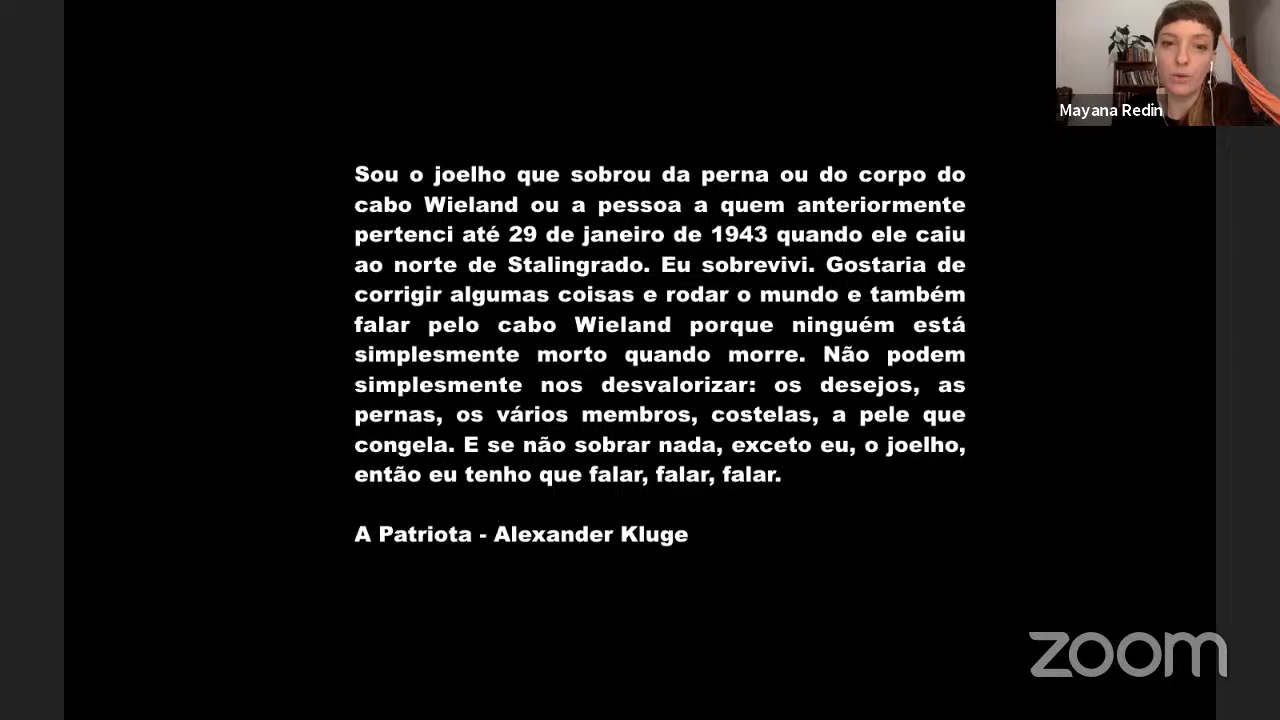 Mayana Redin
Sou o joelho que sobrou da perna ou do corpo do
cabo Wieland ou a pessoa a quem anteriormente
pertenci até 29 de janeiro de 1943 quando ele caiu
ao norte de Stalingrado. Eu sobrevivi. Gostaria de
corrigir algumas coisas e rodar o mundo e também
falar pelo cabo Wieland porque ninguém está
simplesmente morto quando morre. Não podem
simplesmente nos desvalorizar: os desejos, as
pernas, os vários membros, costelas, a pele que
congela. E se não sobrar nada, exceto eu, o joelho,
então eu tenho que falar, falar, falar.
A Patriota - Alexander Kluge
zoom